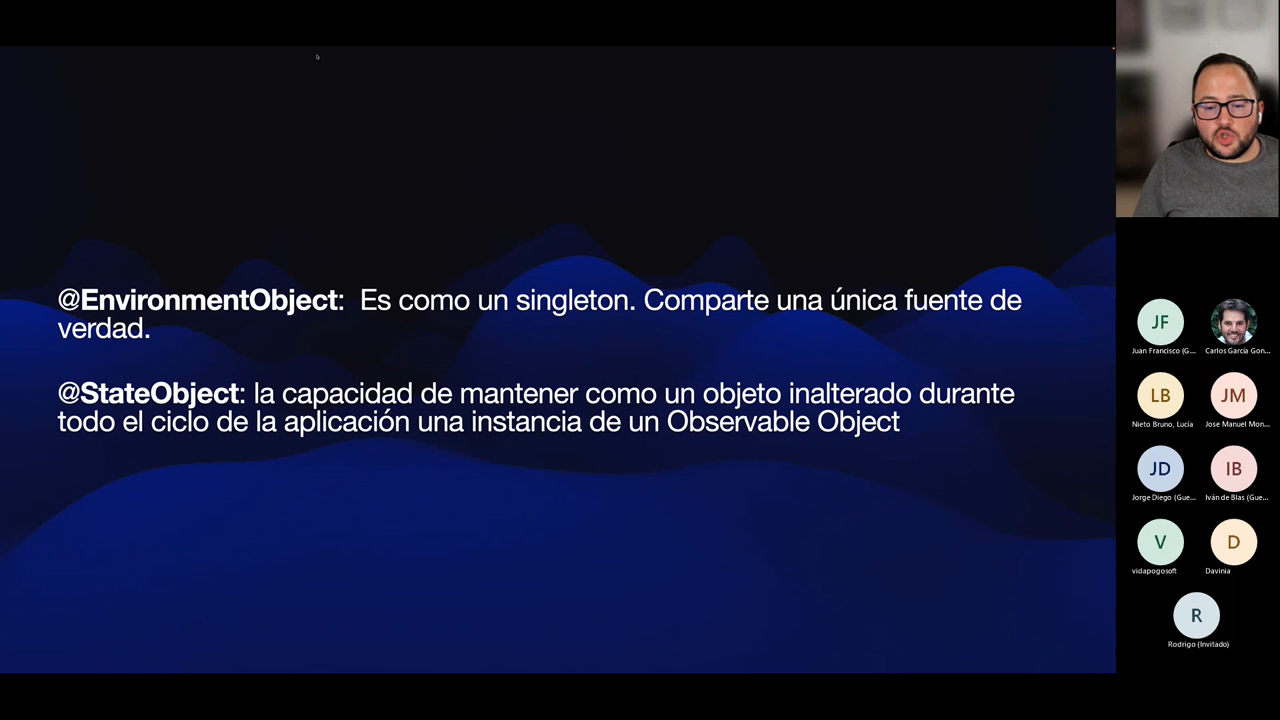 @EnvironmentObject:  Es como un singleton. Comparte una única fuente de
verdad.
@StateObject: la capacidad de mantener como un objeto inalterado durante
todo el ciclo de la aplicación una instancia de un Observable Object
JF
Juan Francisco (G...
Carlos García Gon...
LB
Nieto Bruno, Lucía
JM
Jose Manuel Mon...
JD
Jorge Diego (Gue...
IB
Iván de Blas (Gue...
V
vidapogosoft
D
Davinia
R
Rodrigo (Invitado)